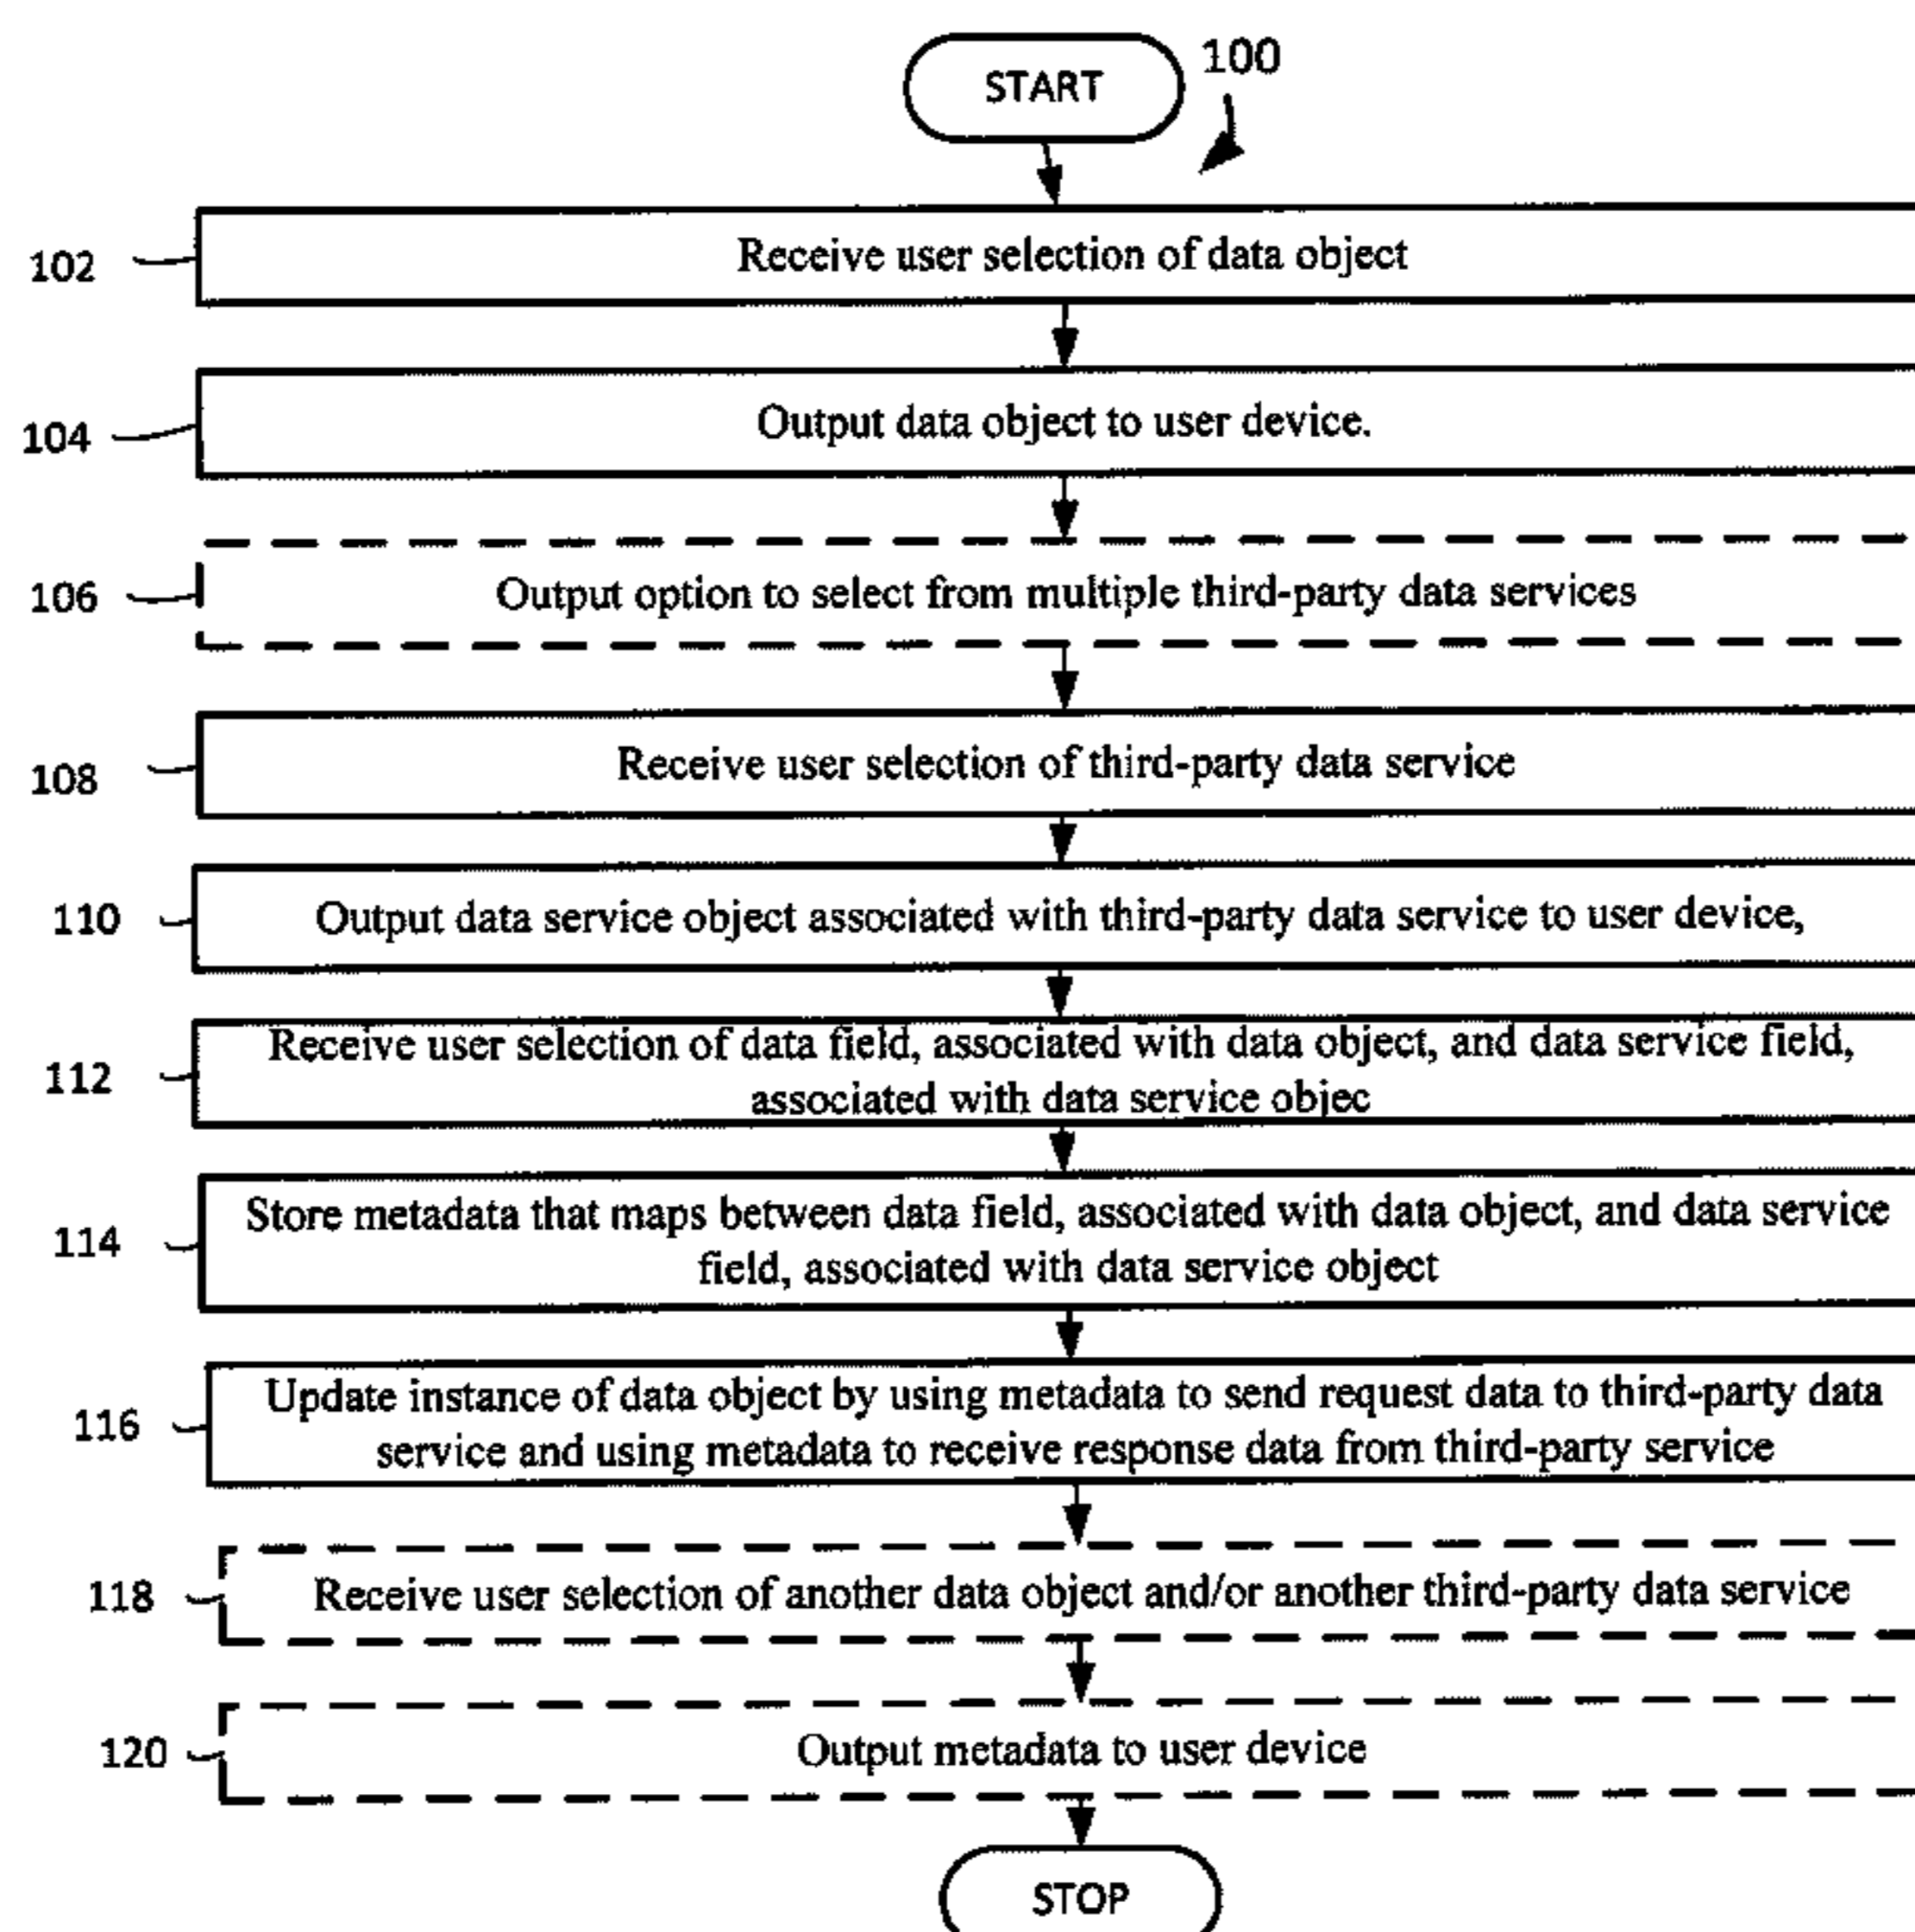 START
100
102
Receive user selection of data object
104
Output data object to user device.
106
Output option to select from multiple third-party data services
108
Receive user selection of third-party data service
110
Output data service object associated with third-party data service to user device,
112
Receive user selection of data field, associated with data object, and data service field,
associated with data service objec
114
Store metadata that maps between data field, associated with data object, and data service
field, associated with data service object
116
Update instance of data object by using metadata to send request data to third-party data
service and using metadata to receive response data from third-party service
118
Receive user selection of another data object and/or another third-party data service
120
Output metadata to user device
STOP